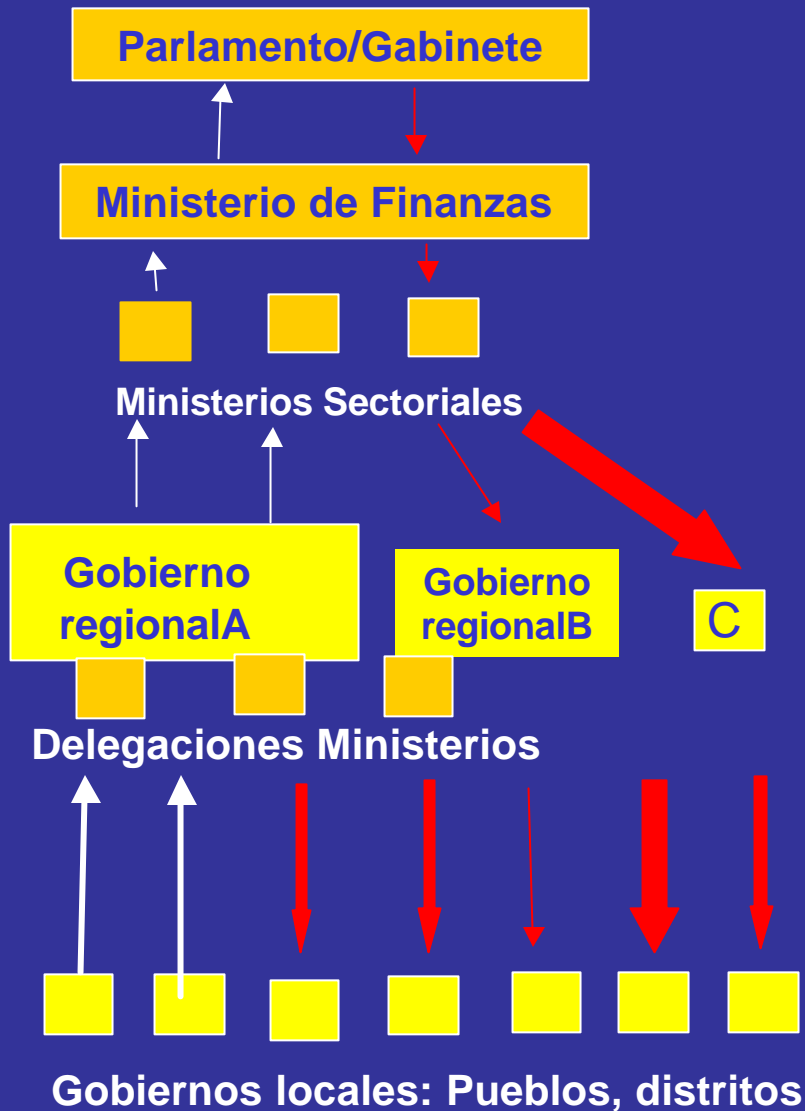 Parlamento/Gabinete
Ministerio de Finanzas
Ministerios Sectoriales
Gobierno
regionalA
Gobierno
regionalB
C
Delegaciones Ministerios
Gobiernos locales: Pueblos, distritos